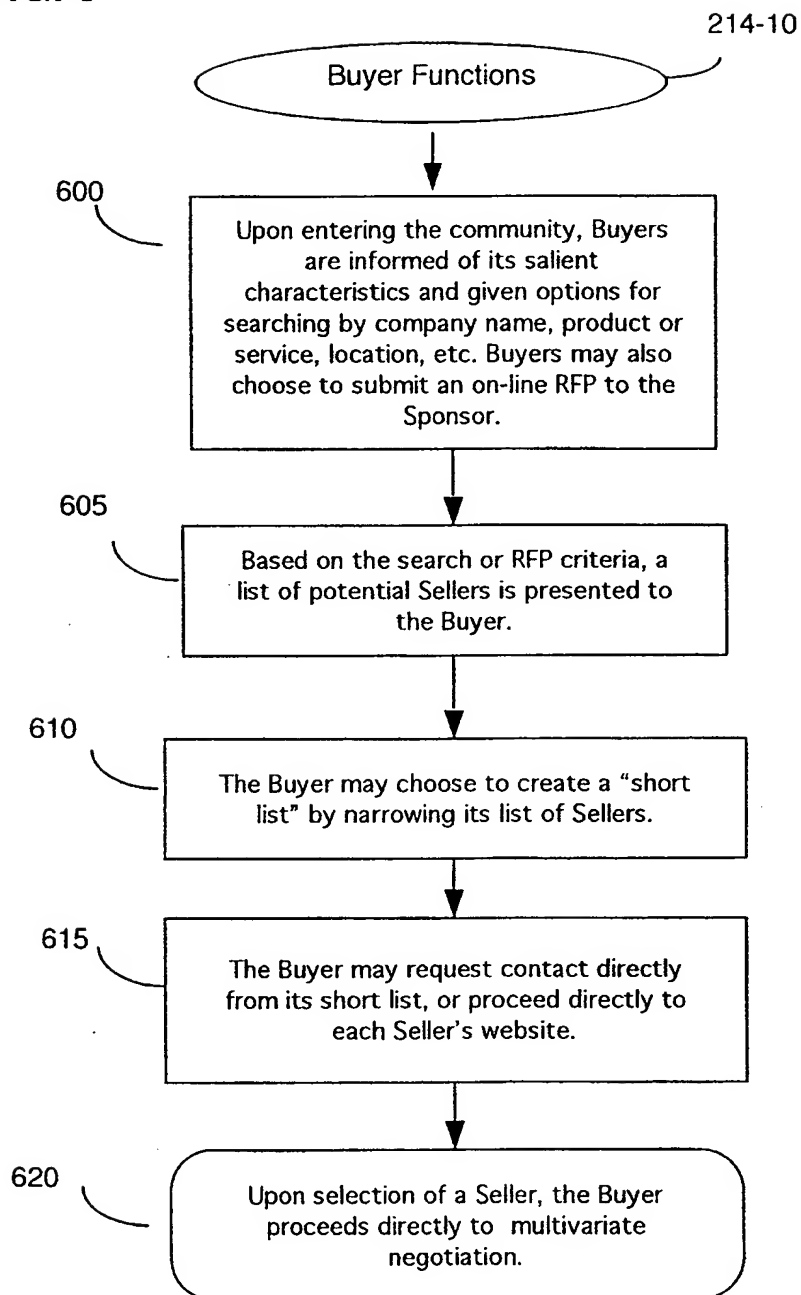 214-10
Buyer Functions
600
Upon entering the community, Buyers
are informed of its salient
characteristics and given options for
searching by company name, product or
service, location, etc. Buyers may also
choose to submit an on-line RFP to the
Sponsor.
605
Based on the search or RFP criteria, a
list of potential Sellers is presented to
the Buyer.
610
The Buyer may choose to create a “short
list” by narrowing its list of Sellers.
615
The Buyer may request contact directly
from its short list, or proceed directly to
each Seller's website.
620
Upon selection of a Seller, the Buyer
proceeds directly to multivariate
negotiation.